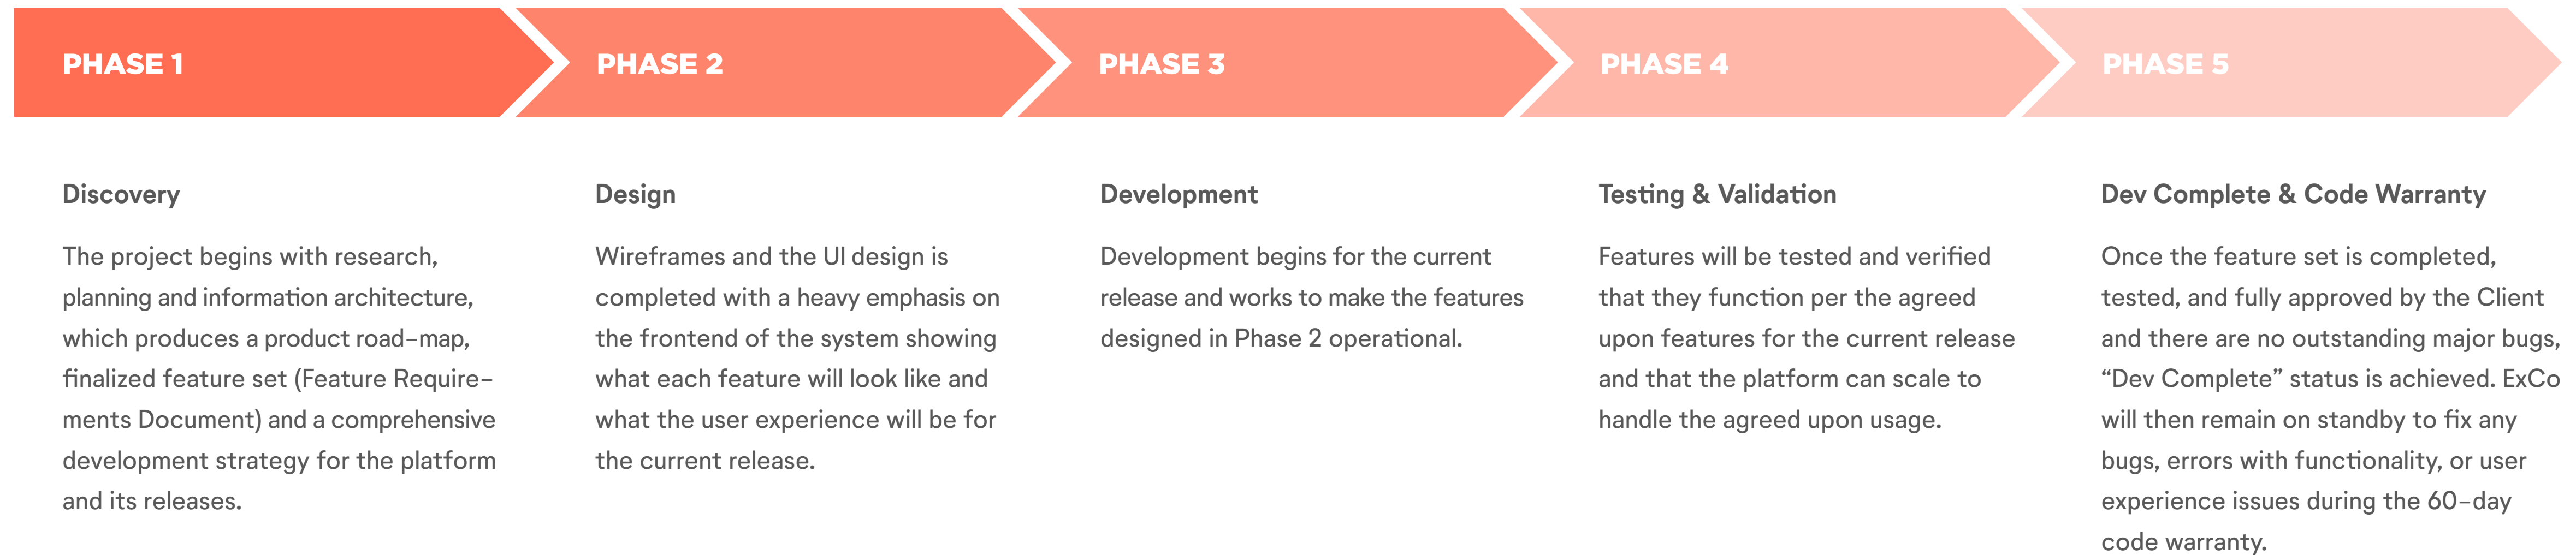 PHASE 1
PHASE 2
PHASE 3
PHASE 4
PHASE 5
Discovery
The project begins with research,
planning and information architecture,
which produces a product road-map,
finalized feature set (Feature Require-
ments Document) and a comprehensive
development strategy for the platform
and its releases.
Design
Wireframes and the UI design is
completed with a heavy emphasis on
the frontend of the system showing
what each feature will look like and
what the user experience will be for
the current release.
Development
Development begins for the current
release and works to make the features
designed in Phase 2 operational.
Testing & Validation
Features will be tested and verified
that they function per the agreed
upon features for the current release
and that the platform can scale to
handle the agreed upon usage.
Dev Complete & Code Warranty
Once the feature set is completed,
tested, and fully approved by the Client
and there are no outstanding major bugs,
“Dev Complete” status is achieved. ExCo
will then remain on standby to fix any
bugs, errors with functionality, or user
experience issues during the 60-day
code warranty.